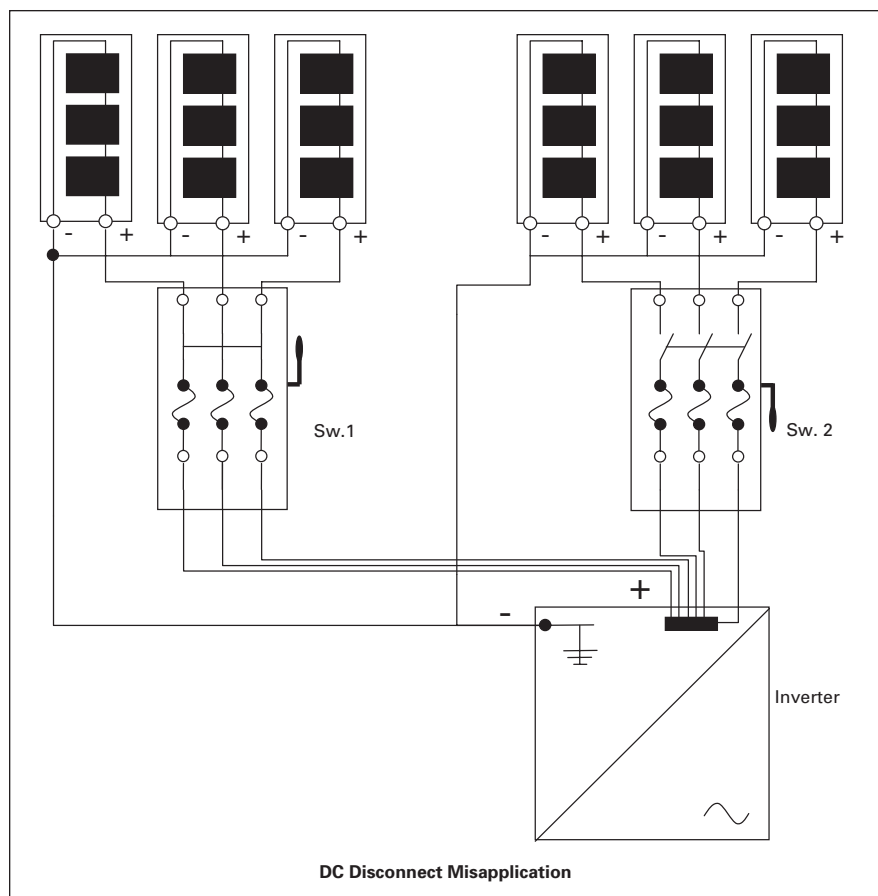 - + - + - +
- + - + - +
Sw.1
Sw. 2
+
-
Inverter
DC Disconnect Misapplication